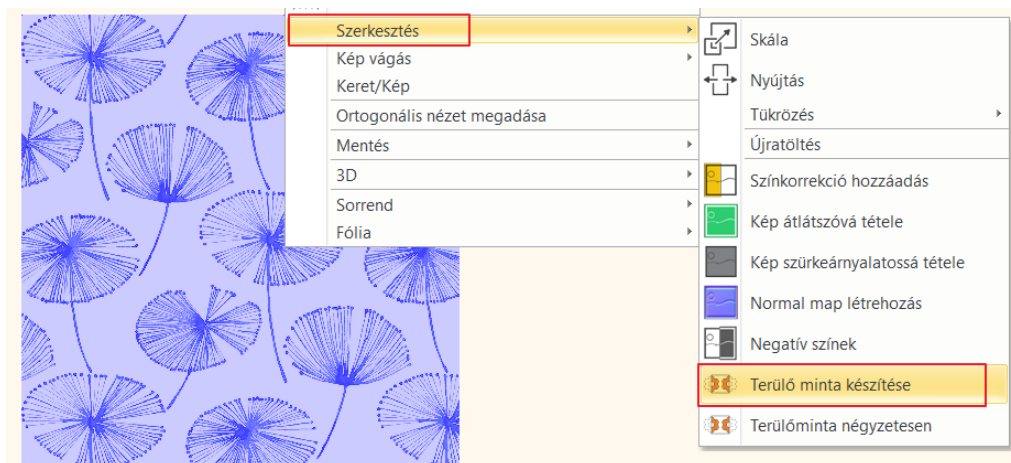 Szerkesztés
Kép vágás
Keret/Kép
Ortogonális nézet megadása
Mentés
3D
Sorrend
Fólia
Skála
Nyújtás
Tükrözés
Újratöltés
Színkorrekció hozzáadás
Kép átlátszóvá tétele
Kép szürkeárnyalatossá tétele
Normal map létrehozás
Negatív színek
Terülő minta készítése
Terülőminta négyzetesen